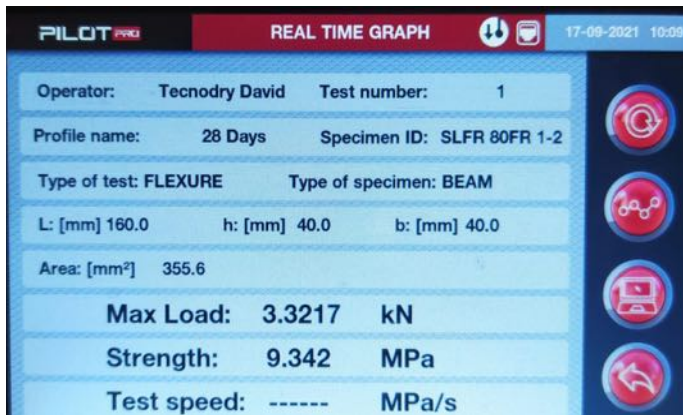 PILOT PRO REAL TIME GRAPH 17-09-2021 10:09
Operator: Tecnodry David Test number: 1
Profile name: 28 Days Specimen ID: SLFR 80FR 1-2
Type of test: FLEXURE Type of specimen: BEAM
L: [mm] 160.0 h: [mm] 40.0 b: [mm] 40.0
Area: [mm²] 355.6
Max Load: 3.3217 kN
Strength: 9.342 MPa
Test speed: ------ MPa/s